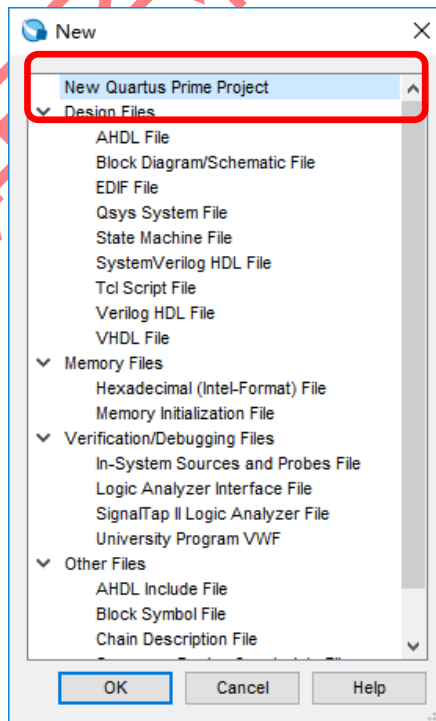 New
New Quartus Prime Project
Design Files
AHDL File
Block Diagram/Schematic File
EDIF File
Qsys System File
State Machine File
SystemVerilog HDL File
Tcl Script File
Verilog HDL File
VHDL File
Memory Files
Hexadecimal (Intel-Format) File
Memory Initialization File
Verification/Debugging Files
In-System Sources and Probes File
Logic Analyzer Interface File
SignalTap II Logic Analyzer File
University Program VWF
Other Files
AHDL Include File
Block Symbol File
Chain Description File
OK Cancel Help